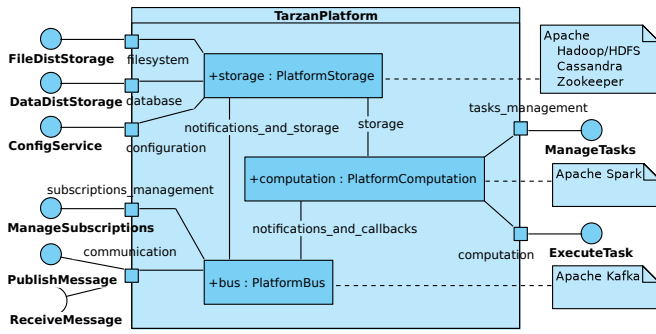 TarzanPlatform
FileDistStorage
filesystem
+storage : PlatformStorage
Apache
Hadoop/HDFS
Cassandra
Zookeeper
DataDistStorage
database
tasks_management
notifications_and_storage
storage
ConfigService
configuration
ManageTasks
+computation : PlatformComputation
Apache Spark
subscriptions_management
ManageSubscriptions
notifications_and_callbacks
communication
computation
ExecuteTask
PublishMessage
+bus : PlatformBus
Apache Kafka
ReceiveMessage